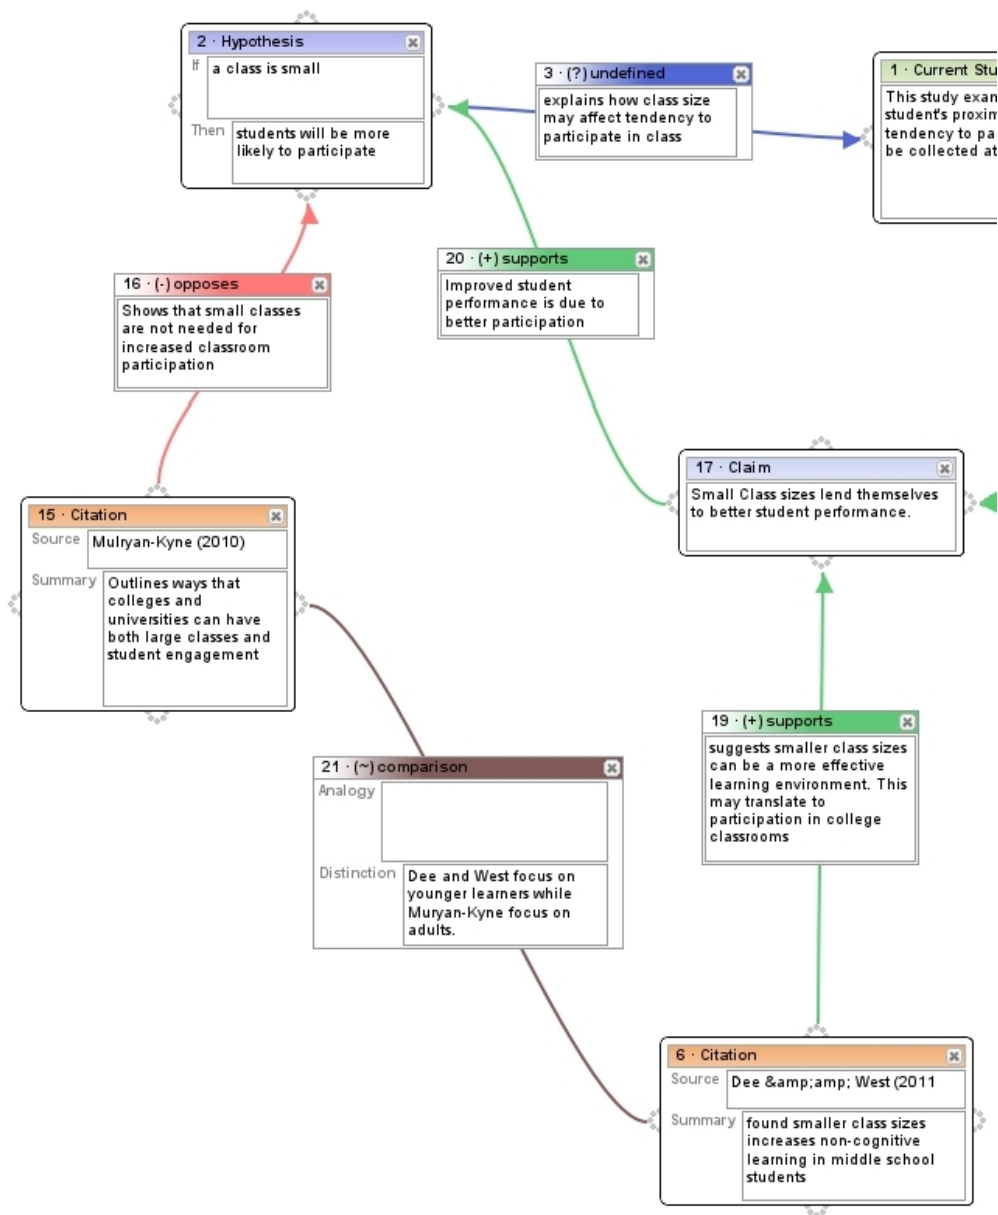 2 · Hypothesis
If
a class is small
Then
students will be more
likely to participate
3 · (?) undefined
explains how class size
may affect tendency to
participate in class
1 · Current Stu
This study exan
student's proxim
tendency to pa
be collected at
20 · (+) supports
Improved student
performance is due to
better participation
16 · (-) opposes
Shows that small classes
are not needed for
increased classroom
participation
17 · Claim
Small Class sizes lend themselves
to better student performance.
15 · Citation
Source
Mulryan-Kyne (2010)
Summary
Outlines ways that
colleges and
universities can have
both large classes and
student engagement
19 · (+) supports
suggests smaller class sizes
can be a more effective
learning environment. This
may translate to
participation in college
classrooms
21 · (~) comparison
Analogy
Distinction
Dee and West focus on
younger learners while
Muryan-Kyne focus on
adults.
6 · Citation
Source
Dee &amp;amp; West (2011
Summary
found smaller class sizes
increases non-cognitive
learning in middle school
students